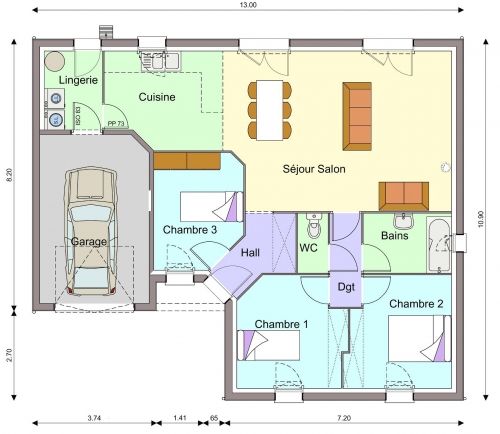 13.00
Lingerie
Cuisine
ISO 83
PP 73
Séjour Salon
8.20
10.90
Garage
Chambre 3
Hall
WC
Bains
Dgt
Chambre 1
Chambre 2
2.70
3.74
1.41
65
7.20